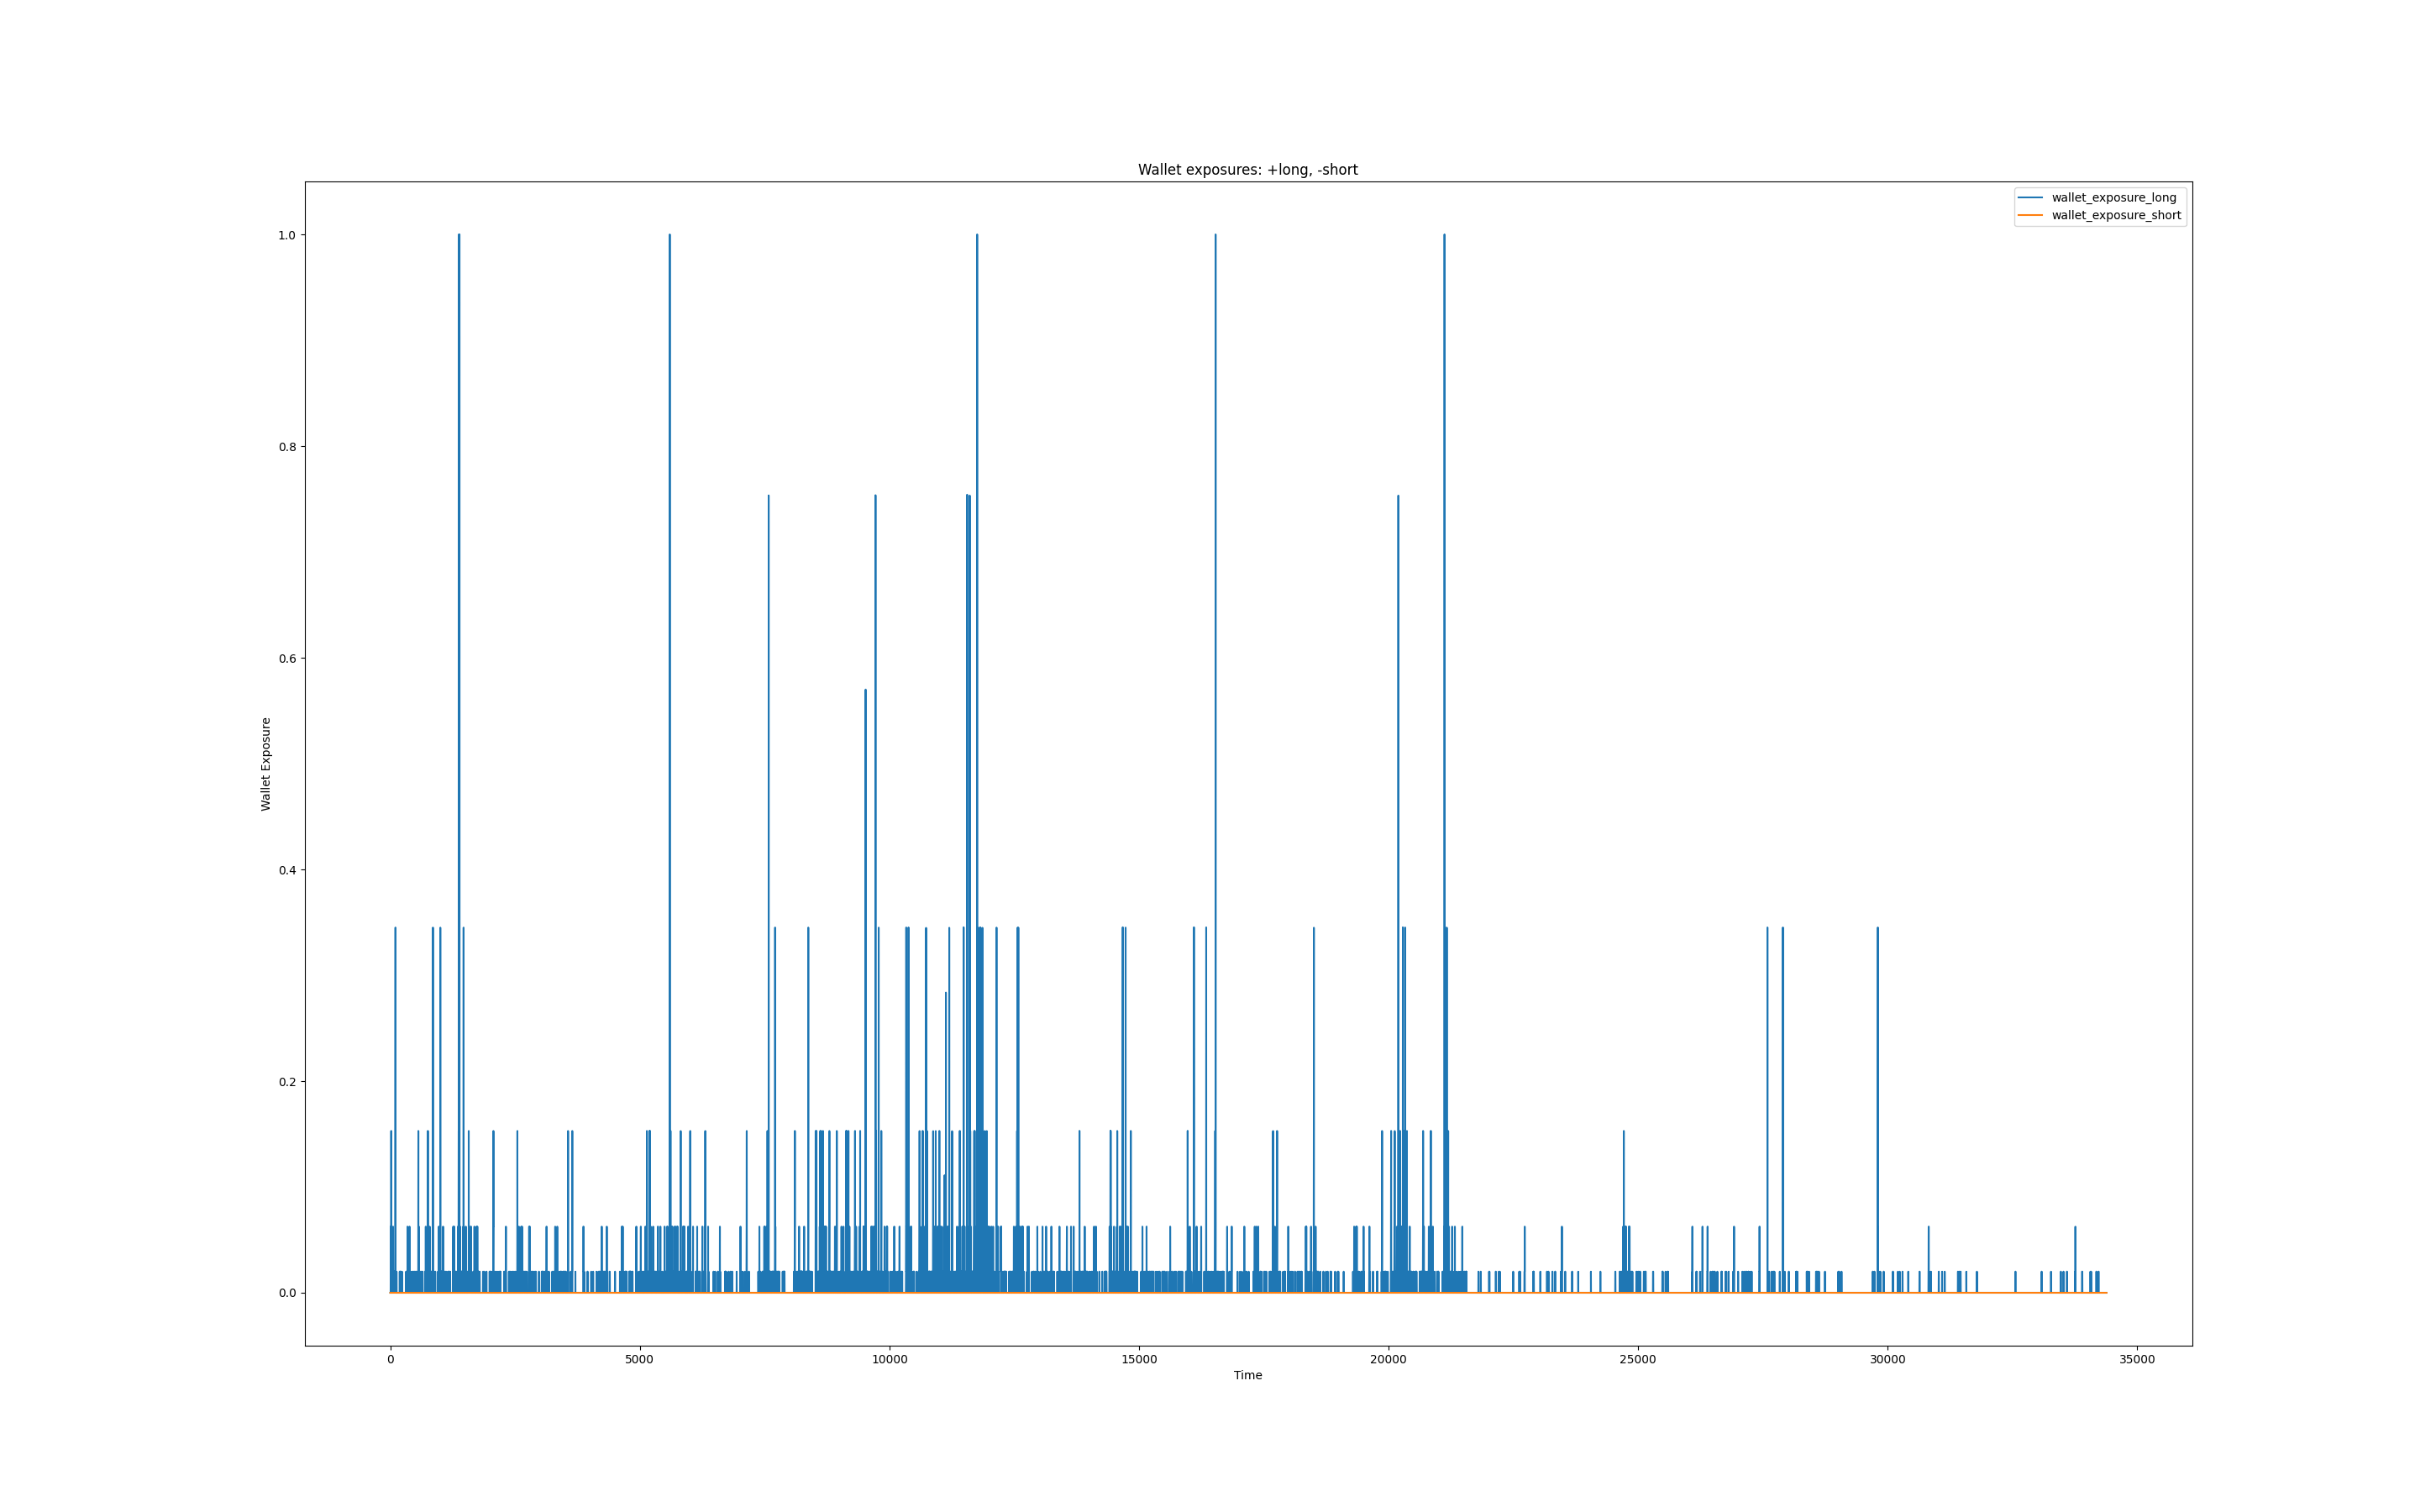 Wallet exposures: +long, -short
wallet_exposure_long
wallet_exposure_short
1.0
0.8
0.6
0.4
0.2
0.0
Wallet Exposure
0 5000 10000 15000 20000 25000 30000 35000
Time